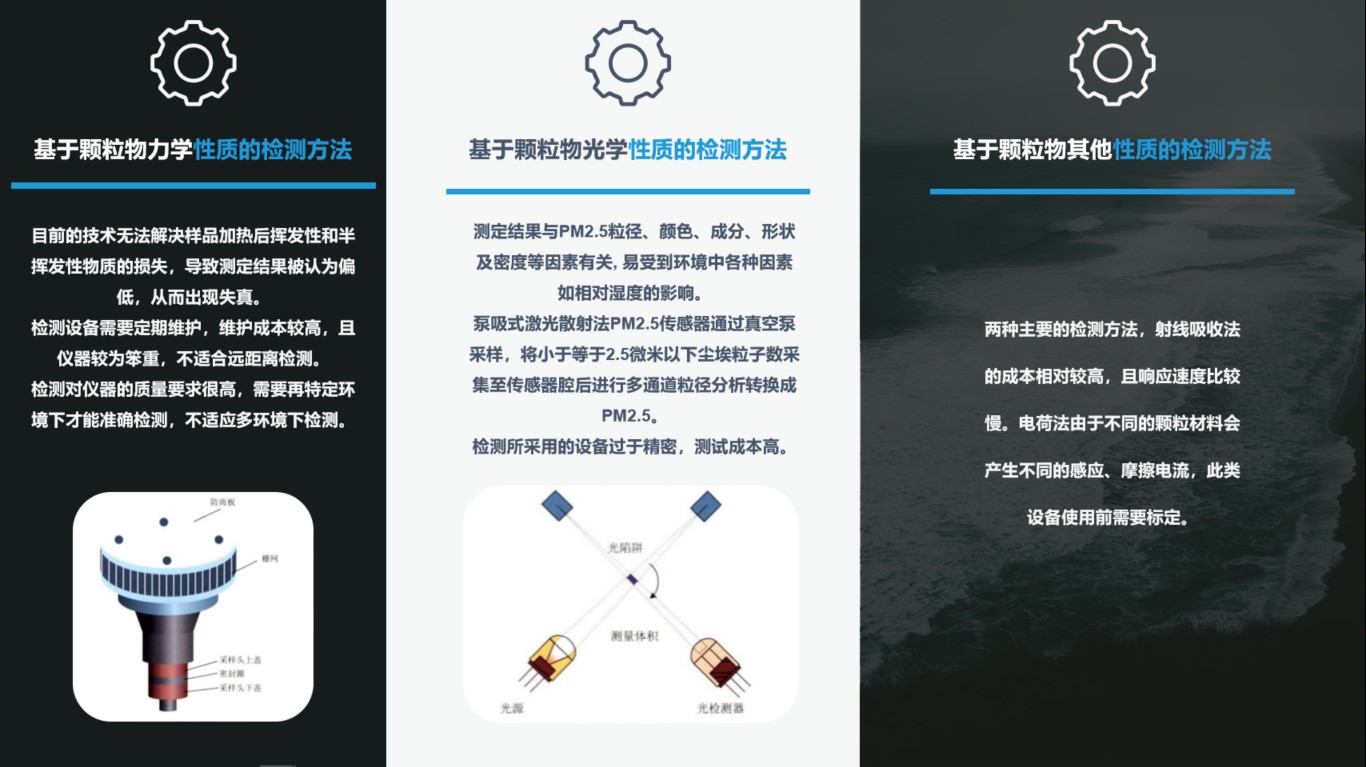 基于颗粒物力学性质的检测方法
目前的技术无法解决样品加热后挥发性和半
挥发性物质的损失，导致测定结果被认为偏
低，从而出现失真。
检测设备需要定期维护，维护成本较高，且
仪器较为笨重，不适合远距离检测。
检测对仪器的质量要求很高，需要再特定环
境下才能准确检测，不适应多环境下检测。
防雨板
栅网
采样头上盖
密封圈
采样头下盖
基于颗粒物光学性质的检测方法
测定结果与PM2.5粒径、颜色、成分、形状
及密度等因素有关,易受到环境中各种因素
如相对湿度的影响。
泵吸式激光散射法PM2.5传感器通过真空泵
采样，将小于等于2.5微米以下尘埃粒子数采
集至传感器腔后进行多通道粒径分析转换成
PM2.5。
检测所采用的设备过于精密，测试成本高。
光陷阱
测量体积
光源
光检测器
基于颗粒物其他性质的检测方法
两种主要的检测方法，射线吸收法
的成本相对较高，且响应速度比较
慢。电荷法由于不同的颗粒材料会
产生不同的感应、摩擦电流，此类
设备使用前需要标定。